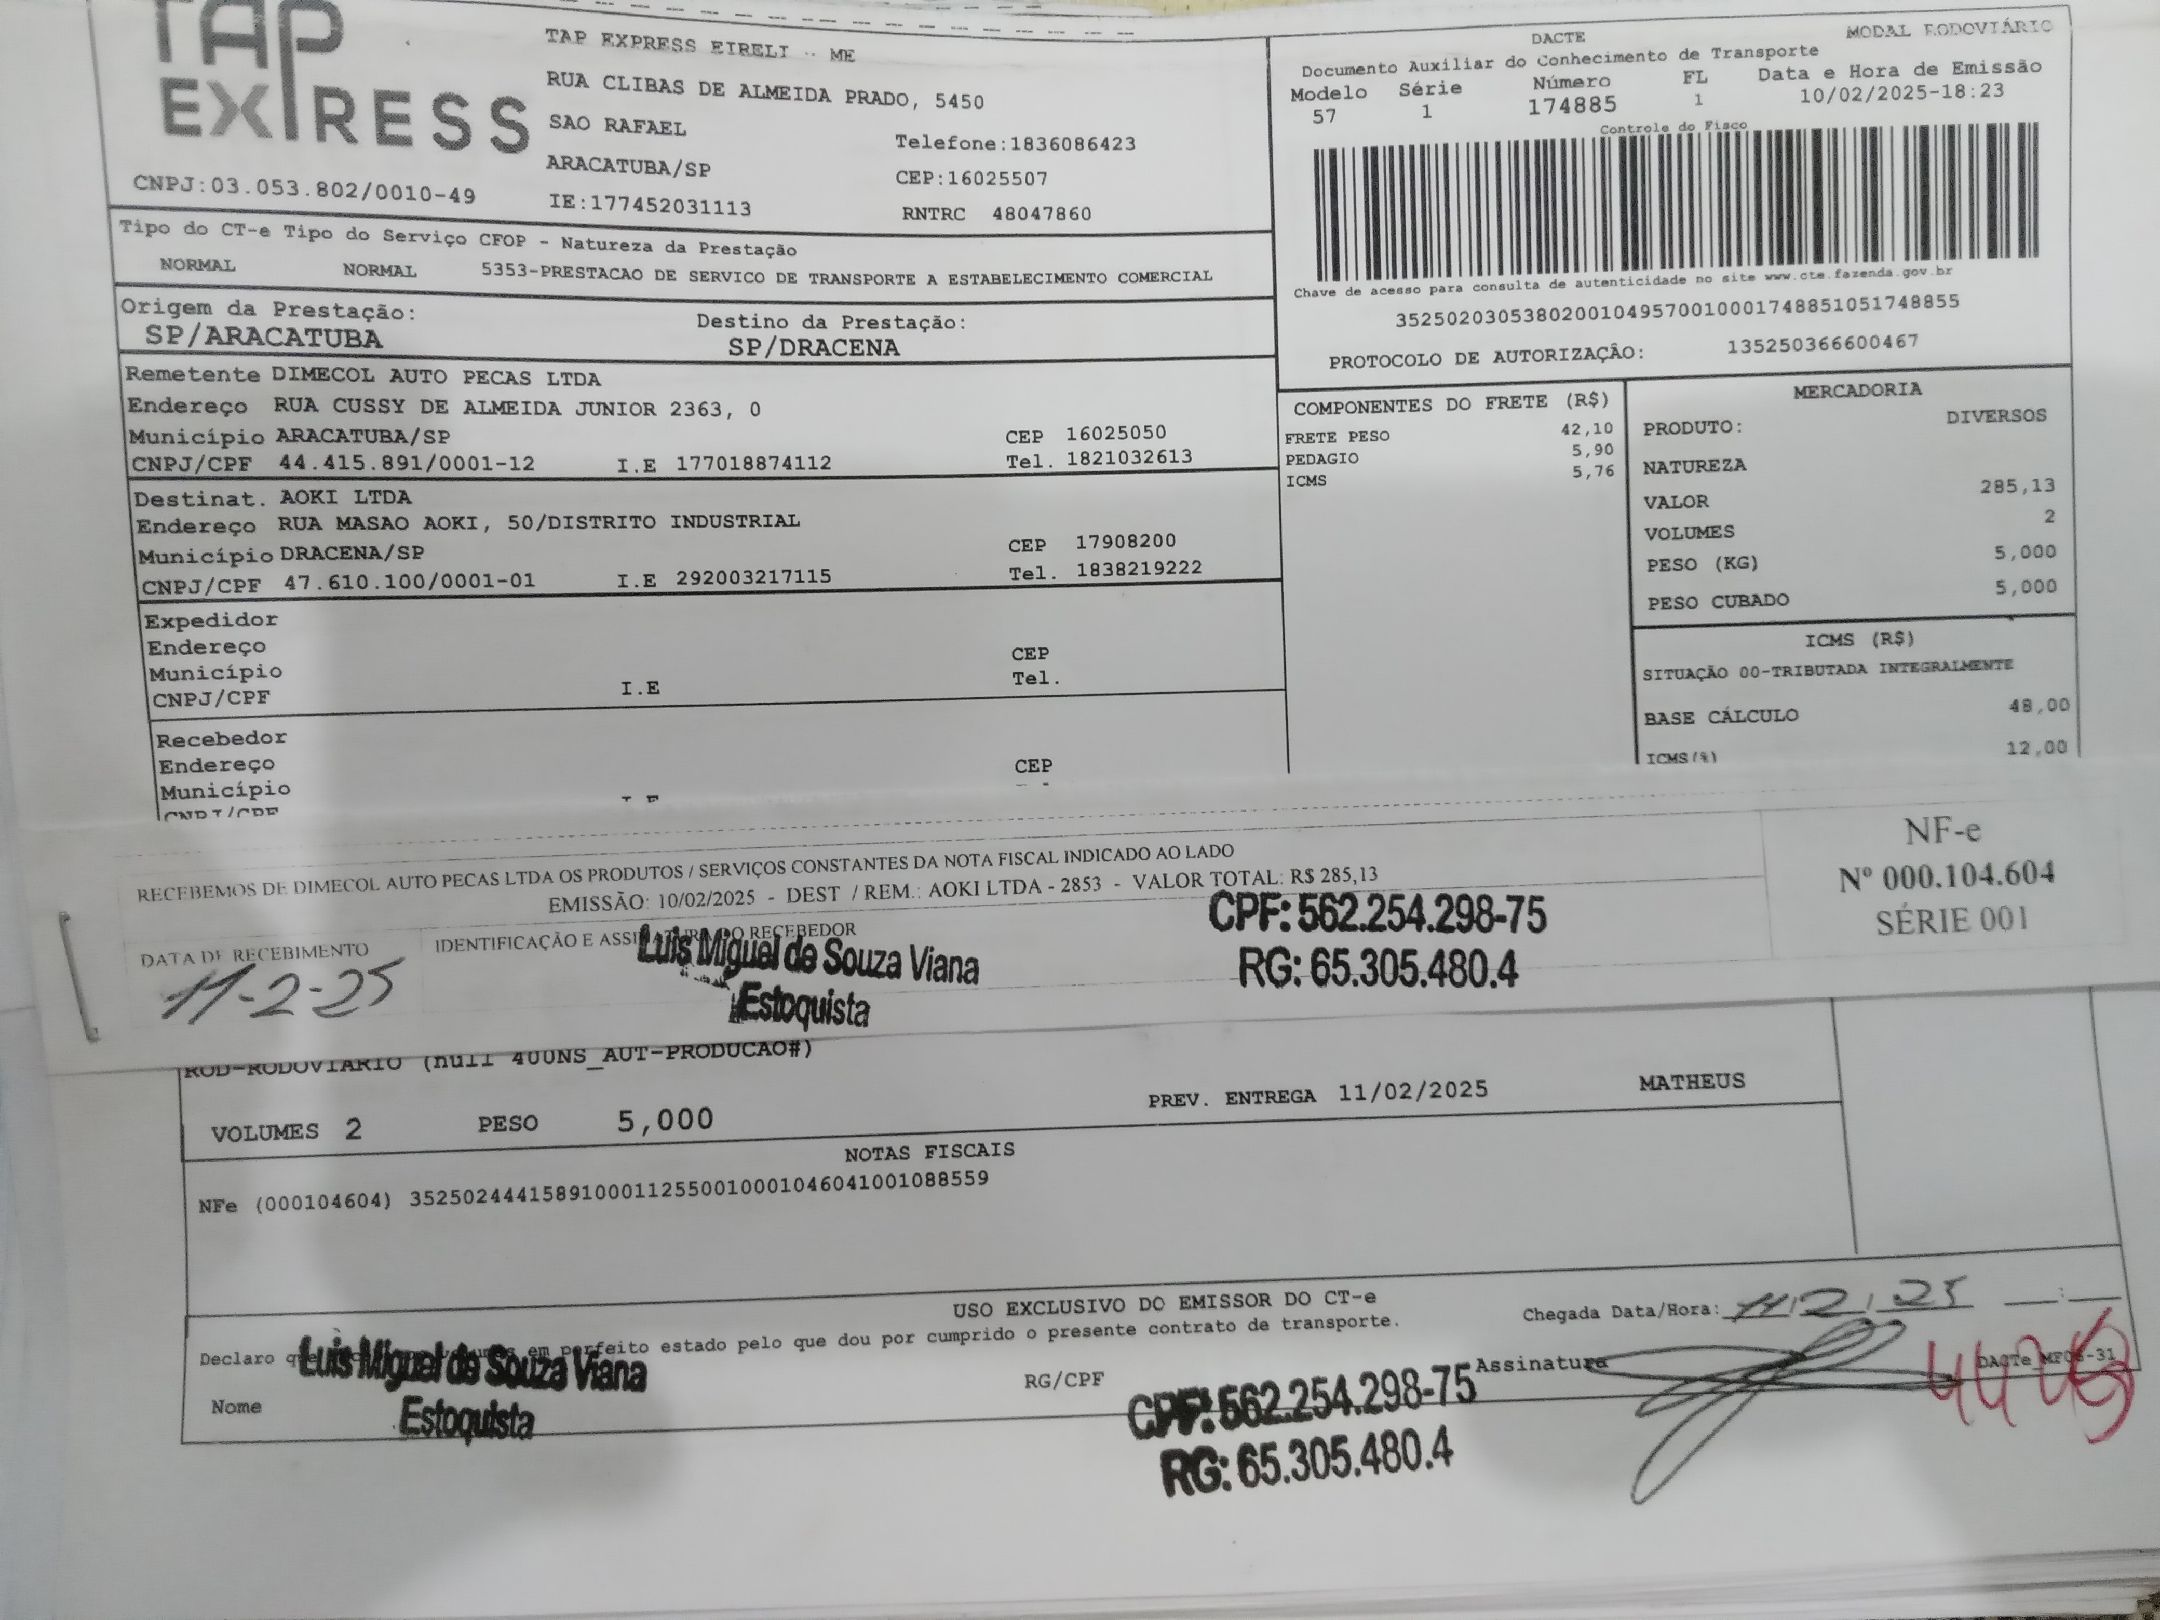 TAP
EXPRESS
TAP EXPRESS EIRELI - ME
RUA CLIBAS DE ALMEIDA PRADO, 5450
SAO RAFAEL
Telefone:1836086423
ARACATUBA/SP
CEP:16025507
CNPJ:03.053.802/0010-49
IE:177452031113
RNTRC 48047860
DACTE
MODAL RODOVIÁRIO
Documento Auxiliar do Conhecimento de Transporte
Modelo Série Número FL Data e Hora de Emissão
57 1 174885 1 10/02/2025-18:23
Controle do Fisco
Chave de acesso para consulta de autenticidade no site www.cte.fazenda.gov.br
35250203053802001049570010001748851051748855
PROTOCOLO DE AUTORIZAÇÃO: 135250366600467
Tipo do CT-e Tipo do Serviço CFOP - Natureza da Prestação
NORMAL NORMAL 5353-PRESTACAO DE SERVICO DE TRANSPORTE A ESTABELECIMENTO COMERCIAL
Origem da Prestação: Destino da Prestação:
SP/ARACATUBA SP/DRACENA
Remetente DIMECOL AUTO PECAS LTDA
Endereço RUA CUSSY DE ALMEIDA JUNIOR 2363, 0
Município ARACATUBA/SP CEP 16025050
CNPJ/CPF 44.415.891/0001-12 I.E 177018874112 Tel. 1821032613
Destinat. AOKI LTDA
Endereço RUA MASAO AOKI, 50/DISTRITO INDUSTRIAL
Município DRACENA/SP CEP 17908200
CNPJ/CPF 47.610.100/0001-01 I.E 292003217115 Tel. 1838219222
Expedidor
Endereço
Município CEP
CNPJ/CPF I.E Tel.
Recebedor
Endereço
Município CEP
CNPJ/CPF I.E
COMPONENTES DO FRETE (R$)
FRETE PESO 42,10
PEDAGIO 5,90
ICMS 5,76
MERCADORIA
PRODUTO: DIVERSOS
NATUREZA
VALOR 285,13
VOLUMES 2
PESO (KG) 5,000
PESO CUBADO 5,000
ICMS (R$)
SITUAÇÃO 00-TRIBUTADA INTEGRALMENTE
BASE CÁLCULO 48,00
ICMS(%) 12,00
RECEBEMOS DE DIMECOL AUTO PECAS LTDA OS PRODUTOS / SERVIÇOS CONSTANTES DA NOTA FISCAL INDICADO AO LADO
EMISSÃO: 10/02/2025 - DEST / REM.: AOKI LTDA - 2853 - VALOR TOTAL: R$ 285,13
NF-e
Nº 000.104.604
SÉRIE 001
DATA DE RECEBIMENTO
11-2-25
IDENTIFICAÇÃO E ASSINATURA DO RECEBEDOR
Luis Miguel de Souza Viana
Estoquista
CPF: 562.254.298-75
RG: 65.305.480.4
ROD-RODOVIARIO (null 400NS_AUT-PRODUCAO#)
VOLUMES 2 PESO 5,000 PREV. ENTREGA 11/02/2025 MATHEUS
NOTAS FISCAIS
NFe (000104604) 35250244415891000112550010001046041001088559
USO EXCLUSIVO DO EMISSOR DO CT-e
Chegada Data/Hora: 11/2/25 :
Declaro em perfeito estado pelo que dou por cumprido o presente contrato de transporte.
Luis Miguel de Souza Viana
Estoquista
Nome
RG/CPF
CPF: 562.254.298-75
RG: 65.305.480.4
Assinatura